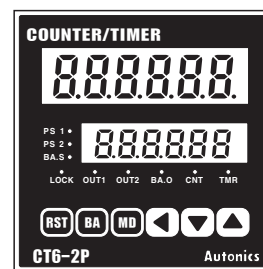 COUNTER/TIMER
8.8.8.8.8.8.
8.8.8.8.8.8
PS 1
PS 2
BA.S
LOCK OUT1 OUT2 BA.O CNT TMR
RST BA MD
CT6-2P Autonics